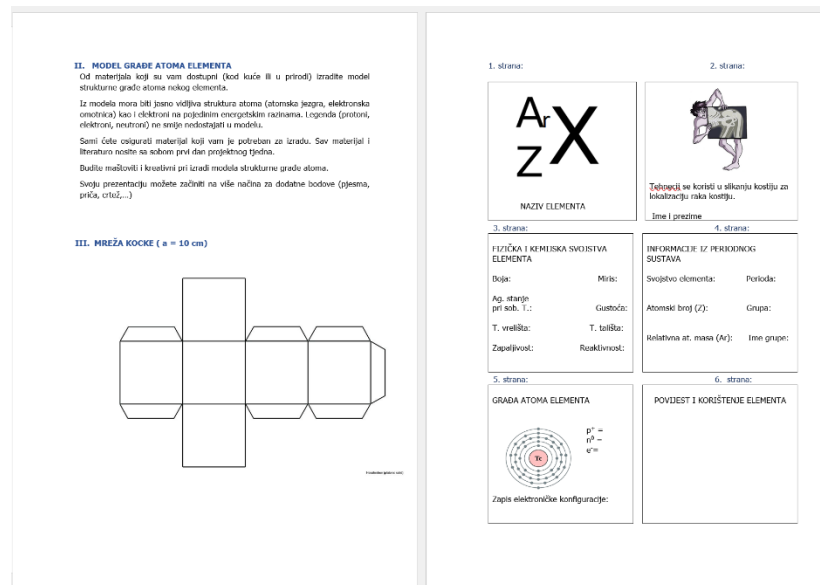 II. MODEL GRAĐE ATOMA ELEMENTA
Od materijala koji su vam dostupni (kod kuće ili u prirodi) izradite model
strukturne građe atoma nekog elementa.
Iz modela mora biti jasno vidljiva struktura atoma (atomska jezgra, elektronska
omotnica) kao i elektroni na pojedinim energetskim razinama. Legenda (protoni,
elektroni, neutroni) ne smije nedostajati u modelu.
Sami ćete osigurati materijal koji vam je potreban za izradu. Sav materijal i
literaturu nosite sa sobom prvi dan projektnog tjedna.
Budite maštoviti i kreativni pri izradi modela strukturne građe atoma.
Svoju prezentaciju možete začiniti na više načina za dodatne bodove (pjesma,
priča, crtež,...)
III. MREŽA KOCKE ( a = 10 cm)
1. strana:
Ar
X
Z
NAZIV ELEMENTA
2. strana:
Tehnecij se koristi u slikanju kostiju za
lokalizaciju raka kostiju.
Ime i prezime
3. strana:
FIZIČKA I KEMIJSKA SVOJSTVA
ELEMENTA
Boja: Miris:
Ag. stanje
pri sob. T.: Gustoća:
T. vrelišta: T. tališta:
Zapaljivost: Reaktivnost:
4. strana:
INFORMACIJE IZ PERIODNOG
SUSTAVA
Svojstvo elementa: Perioda:
Atomski broj (Z): Grupa:
Relativna at. masa (Ar): Ime grupe:
5. strana:
GRAĐA ATOMA ELEMENTA
p⁺ =
n⁰ =
e⁻=
Tc
Zapis elektroničke konfiguracije:
6. strana:
POVIJEST I KORIŠTENJE ELEMENTA